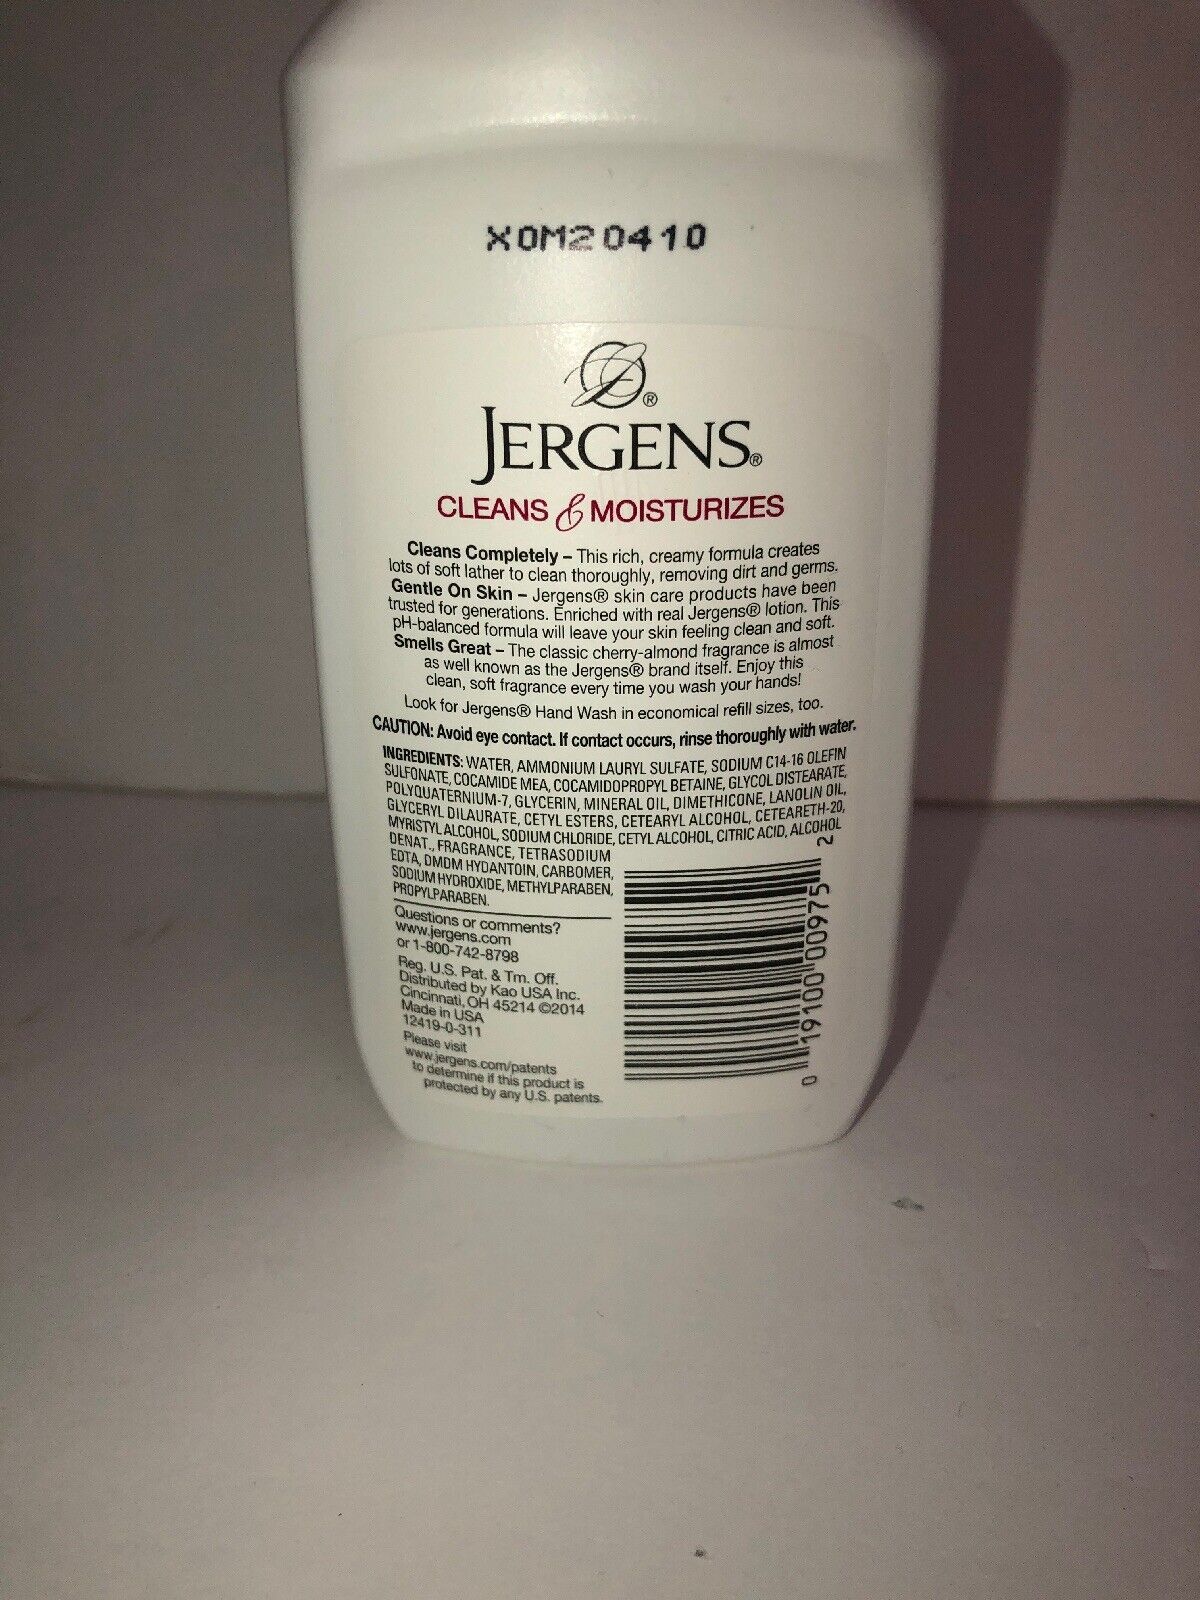 X0M20410
JERGENS®
CLEANS & MOISTURIZES
Cleans Completely – This rich, creamy formula creates
lots of soft lather to clean thoroughly, removing dirt and germs.
Gentle On Skin – Jergens® skin care products have been
trusted for generations. Enriched with real Jergens® lotion. This
pH-balanced formula will leave your skin feeling clean and soft.
Smells Great – The classic cherry-almond fragrance is almost
as well known as the Jergens® brand itself. Enjoy this
clean, soft fragrance every time you wash your hands!
Look for Jergens® Hand Wash in economical refill sizes, too.
CAUTION: Avoid eye contact. If contact occurs, rinse thoroughly with water.
INGREDIENTS: WATER, AMMONIUM LAURYL SULFATE, SODIUM C14-16 OLEFIN
SULFONATE, COCAMIDE MEA, COCAMIDOPROPYL BETAINE, GLYCOL DISTEARATE,
POLYQUATERNIUM-7, GLYCERIN, MINERAL OIL, DIMETHICONE, LANOLIN OIL,
GLYCERYL DILAURATE, CETYL ESTERS, CETEARYL ALCOHOL, CETEARETH-20,
MYRISTYL ALCOHOL, SODIUM CHLORIDE, CETYL ALCOHOL, CITRIC ACID, ALCOHOL
DENAT., FRAGRANCE, TETRASODIUM
EDTA, DMDM HYDANTOIN, CARBOMER,
SODIUM HYDROXIDE, METHYLPARABEN,
PROPYLPARABEN.
Questions or comments?
www.jergens.com
or 1-800-742-8798
Reg. U.S. Pat. & Tm. Off.
Distributed by Kao USA Inc.
Cincinnati, OH 45214 ©2014
Made in USA
12419-0-311
Please visit
www.jergens.com/patents
to determine if this product is
protected by any U.S. patents.
0 19100 00975 2